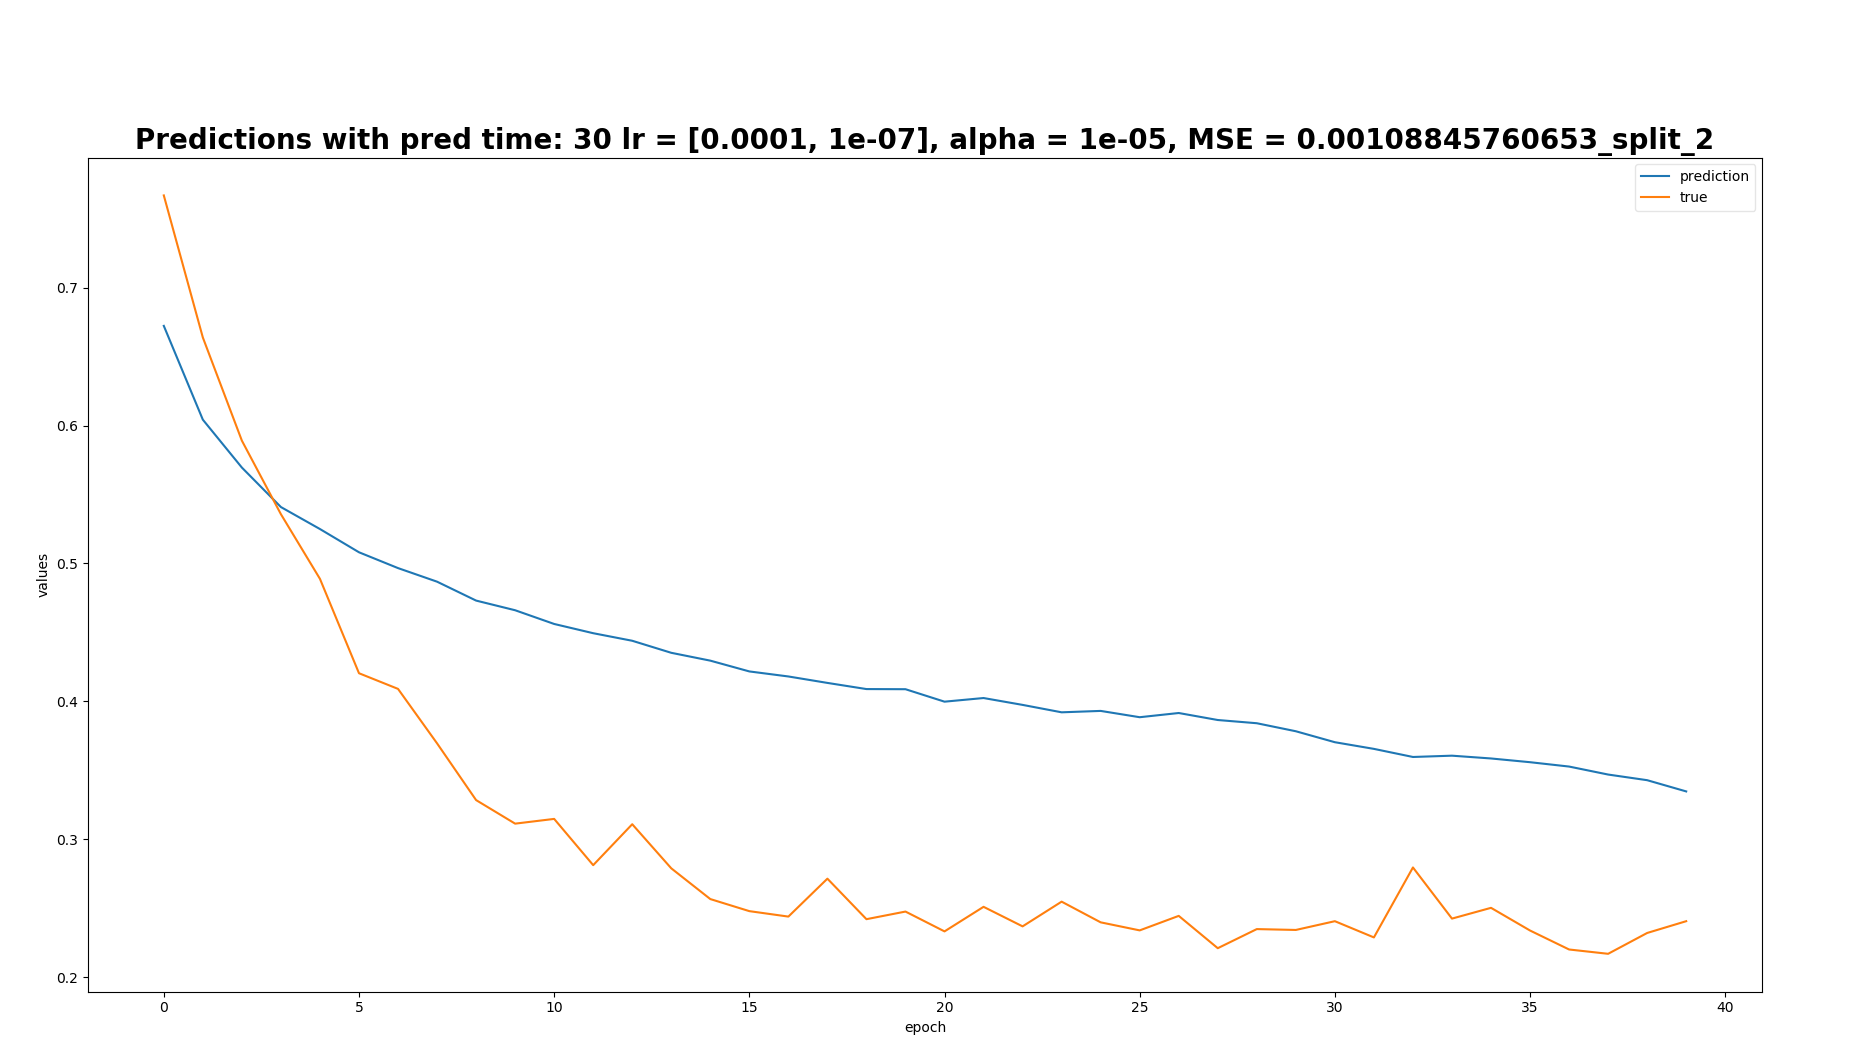 Predictions with pred time: 30 lr = [0.0001, 1e-07], alpha = 1e-05, MSE = 0.00108845760653_split_2
prediction
true
0.7
0.6
0.5
0.4
0.3
0.2
values
0 5 10 15 20 25 30 35 40
epoch